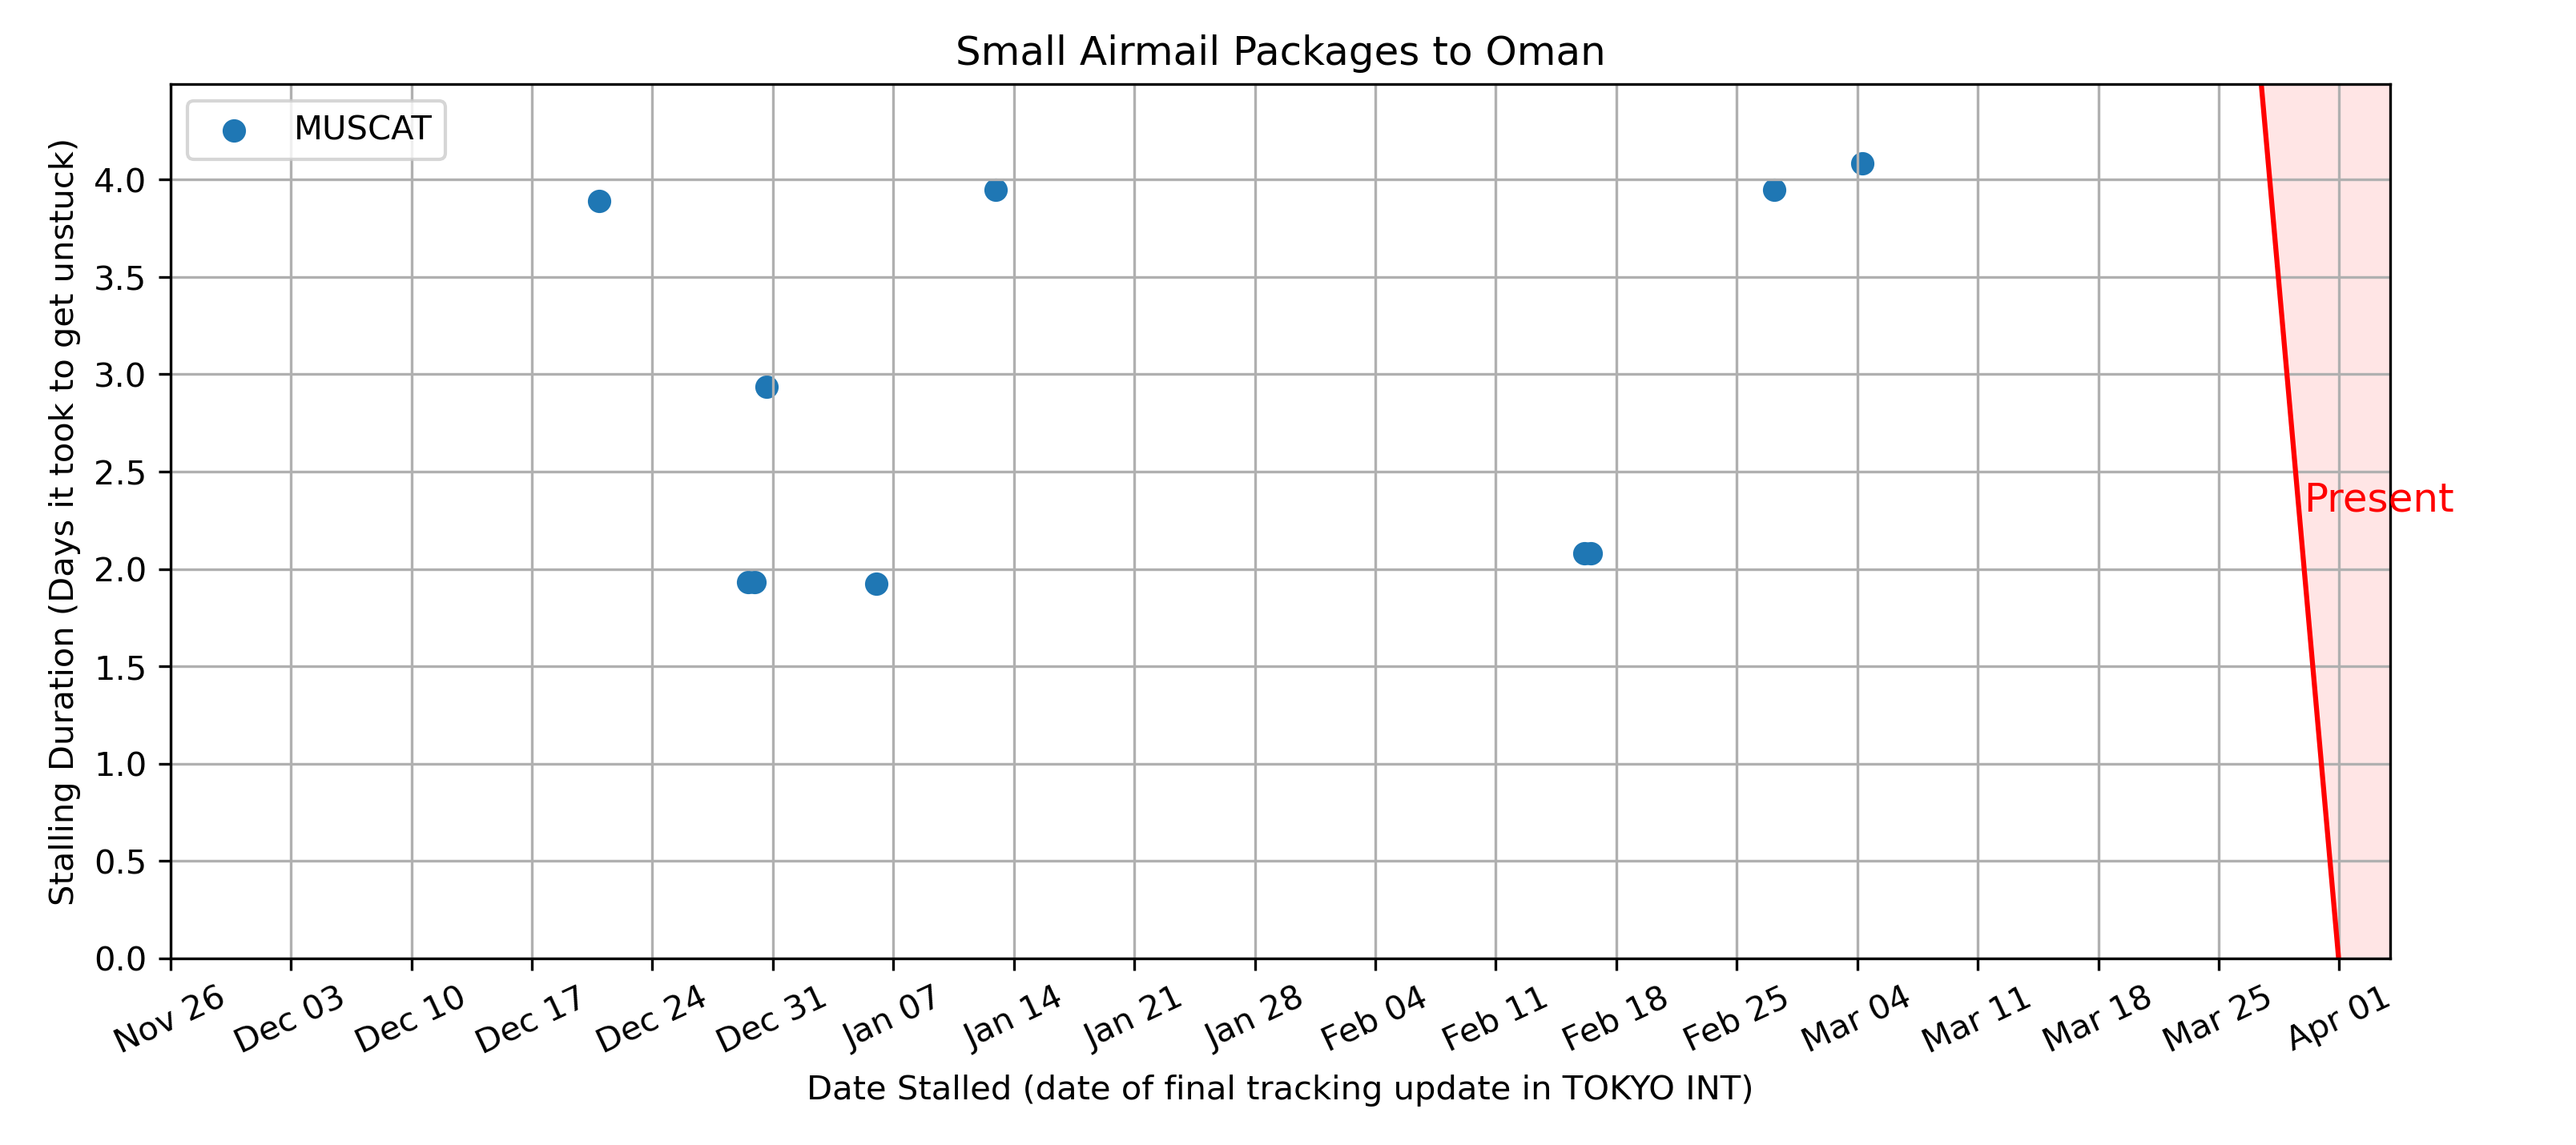 Small Airmail Packages to Oman
MUSCAT
Stalling Duration (Days it took to get unstuck)
4.0
3.5
3.0
2.5
2.0
1.5
1.0
0.5
0.0
Present
Nov 26
Dec 03
Dec 10
Dec 17
Dec 24
Dec 31
Jan 07
Jan 14
Jan 21
Jan 28
Feb 04
Feb 11
Feb 18
Feb 25
Mar 04
Mar 11
Mar 18
Mar 25
Apr 01
Date Stalled (date of final tracking update in TOKYO INT)